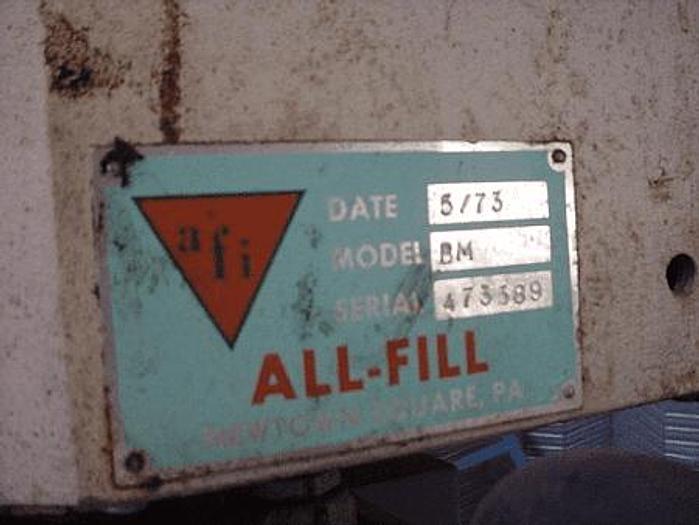 afi
DATE 5/73
MODEL BM
SERIAL 473389
ALL-FILL
NEWTOWN SQUARE, PA